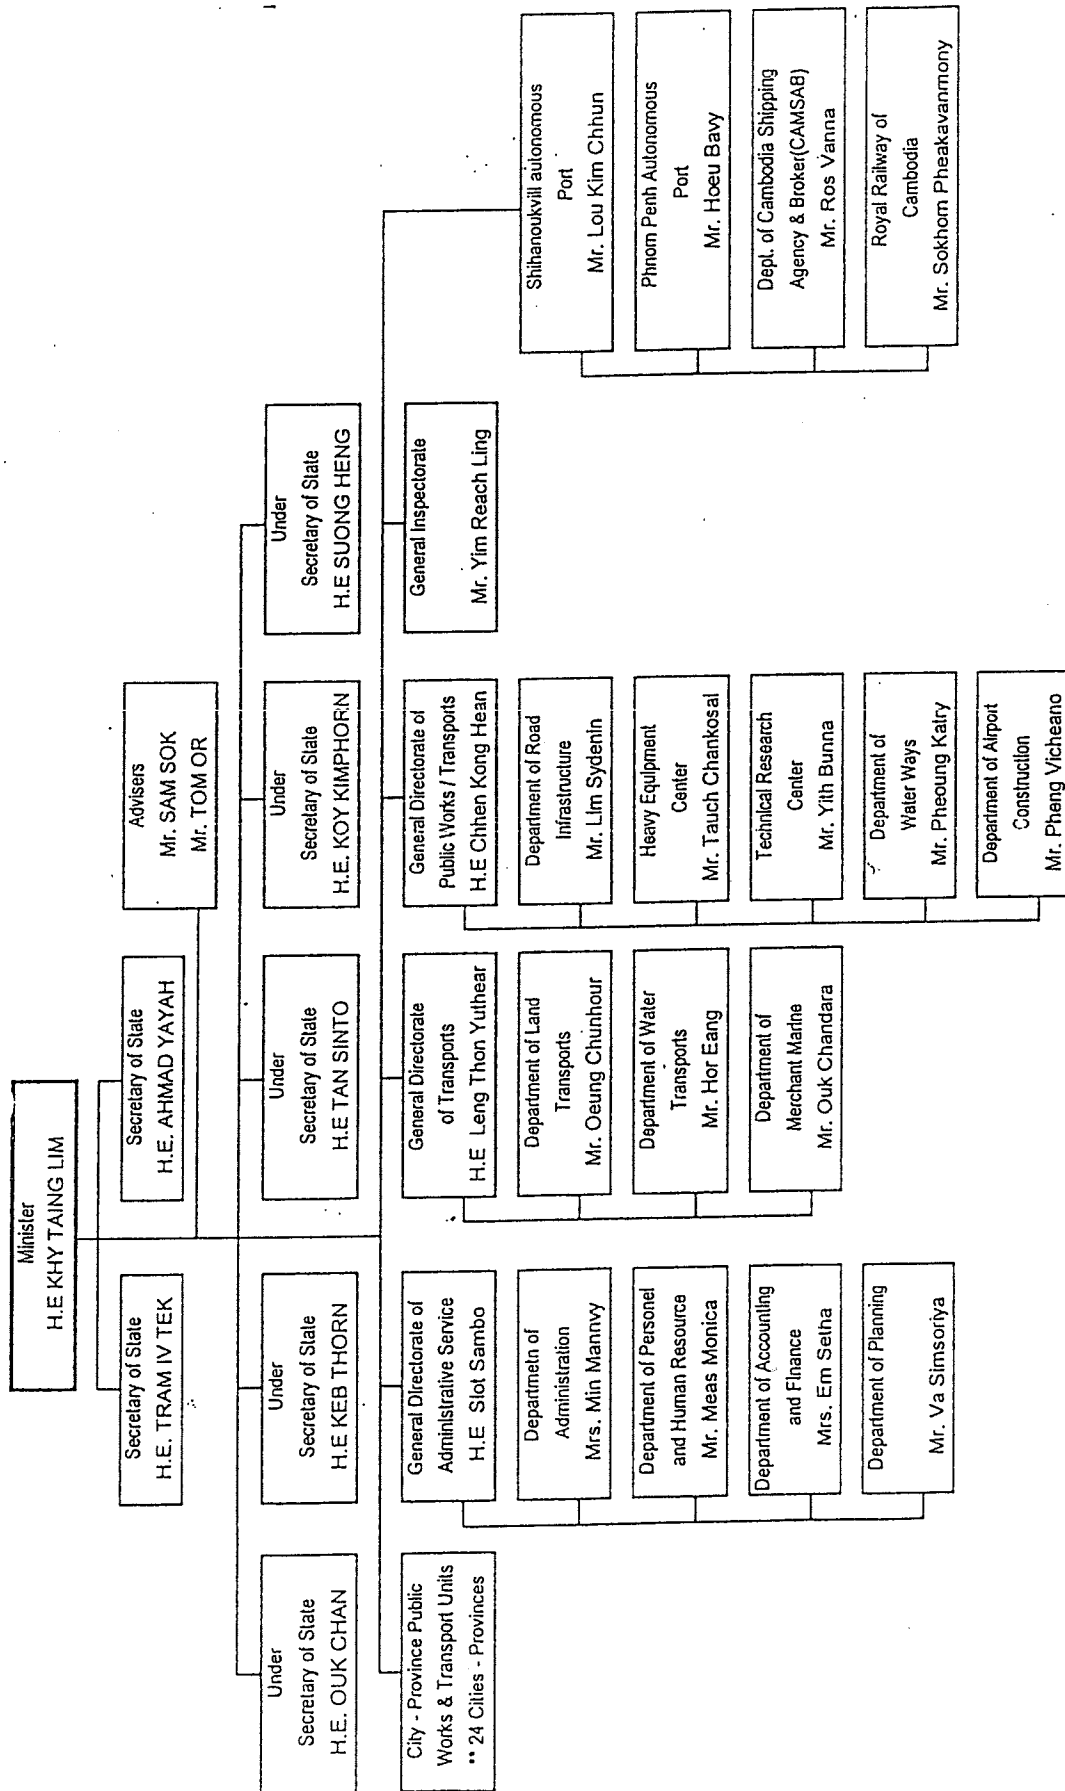 Minister
H.E KHY TAING LIM
Secretary of State
H.E. TRAM IV TEK
Secretary of State
H.E. AHMAD YAYAH
Advisers
Mr. SAM SOK
Mr. TOM OR
Under
Secretary of State
H.E. OUK CHAN
Under
Secretary of State
H.E KEB THORN
Under
Secretary of State
H.E TAN SINTO
Under
Secretary of State
H.E. KOY KIMPHORN
Under
Secretary of State
H.E SUONG HENG
City - Province Public
Works & Transport Units
** 24 Cities - Provinces
General Directorate of
Administrative Service
H.E Slot Sambo
Departmetn of
Administration
Mrs. Min Mannvy
Department of Personel
and Human Resource
Mr. Meas Monica
Department of Accounting
and Finance
Mrs. Em Setha
Department of Planning
Mr. Va Simsoriya
General Directorate
of Transports
H.E Leng Thon Yuthear
Department of Land
Transports
Mr. Oeung Chunhour
Department of Water
Transports
Mr. Hor Eang
Department of
Merchant Marine
Mr. Ouk Chandara
General Directorate of
Public Works / Transports
H.E Chhen Kong Hean
Department of Road
Infrastructure
Mr. Lim Sydenin
Heavy Equipment
Center
Mr. Tauch Chankosal
Technical Research
Center
Mr. Yith Bunna
Department of
Water Ways
Mr. Pheoung Kalry
Department of Airport
Construction
Mr. Pheng Vicheano
General Inspectorate
Mr. Yim Reach Ling
Shihanoukvill autonomous
Port
Mr. Lou Kim Chhun
Phnom Penh Autonomous
Port
Mr. Hoeu Bavy
Dept. of Cambodia Shipping
Agency & Broker(CAMSAB)
Mr. Ros Vanna
Royal Railway of
Cambodia
Mr. Sokhom Pheakavanmony